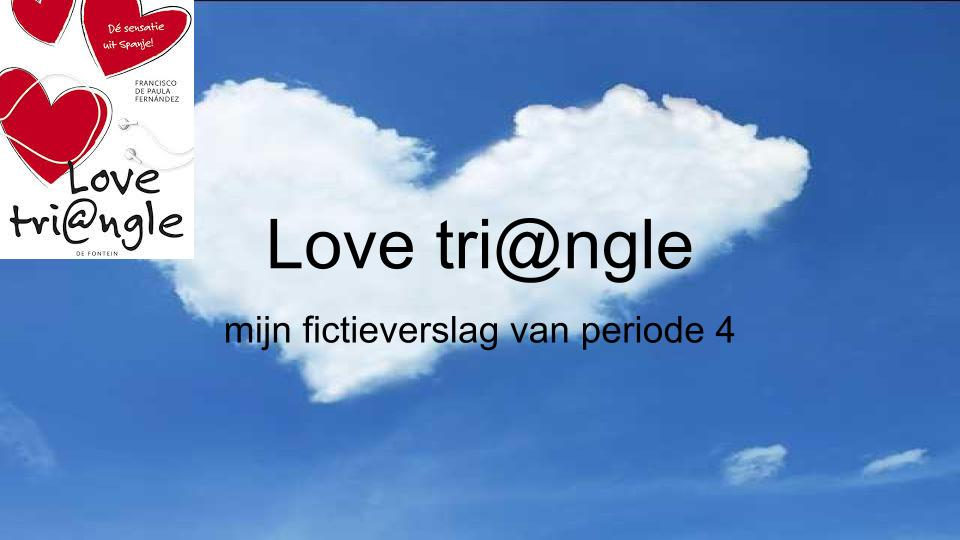 Dé sensatie
uit Spanje!
FRANCISCO
DE PAULA
FERNÁNDEZ
Love
tri@ngle
DE FONTEIN
Love tri@ngle
mijn fictieverslag van periode 4